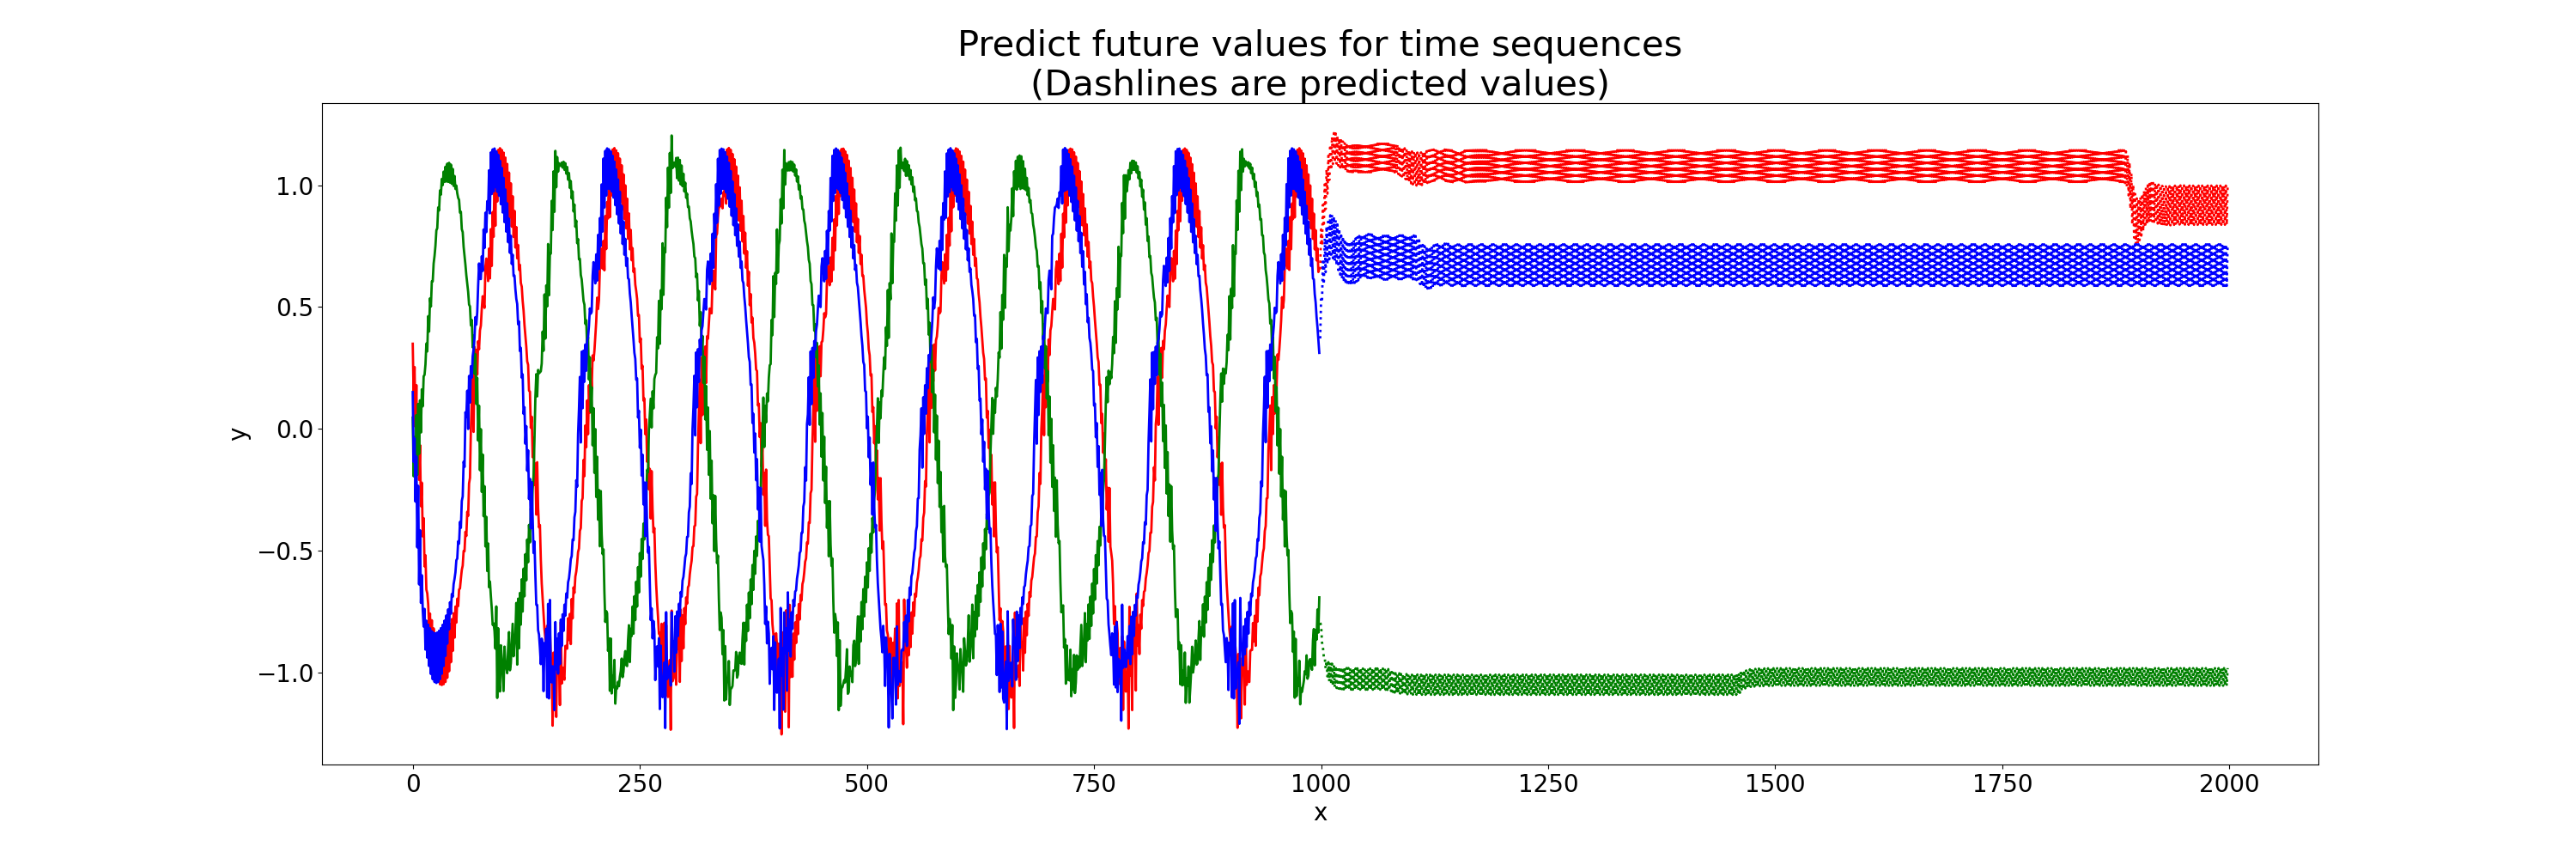 Predict future values for time sequences
(Dashlines are predicted values)
1.0
0.5
0.0
−0.5
−1.0
y
0 250 500 750 1000 1250 1500 1750 2000
x